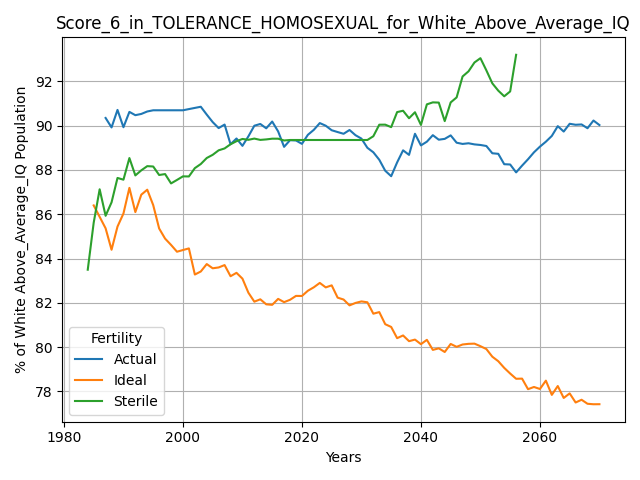 Score_6_in_TOLERANCE_HOMOSEXUAL_for_White_Above_Average_IQ
% of White Above_Average_IQ Population
92
90
88
86
84
82
80
78
Fertility
Actual
Ideal
Sterile
1980 2000 2020 2040 2060
Years